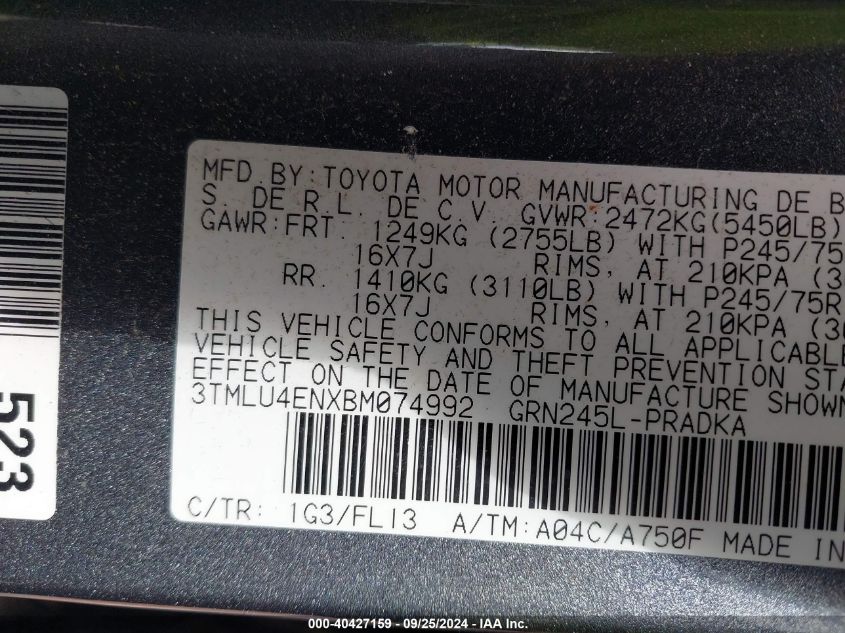 MFD BY:TOYOTA MOTOR MANUFACTURING DE B
S. DE R L. DE C.V. GVWR:2472KG(5450LB)
GAWR:FRT. 1249KG (2755LB) WITH P245/75
16X7J RIMS, AT 210KPA (3
RR. 1410KG (3110LB) WITH P245/75R
16X7J RIMS, AT 210KPA (30
THIS VEHICLE CONFORMS TO ALL APPLICABLE
VEHICLE SAFETY AND THEFT PREVENTION STA
EFFECT ON THE DATE OF MANUFACTURE SHOWN
3TMLU4ENXBM074992 GRN245L-PRADKA
C/TR: 1G3/FL13 A/TM:A04C/A750F MADE IN
523
000-40427159 - 09/25/2024 - IAA Inc.